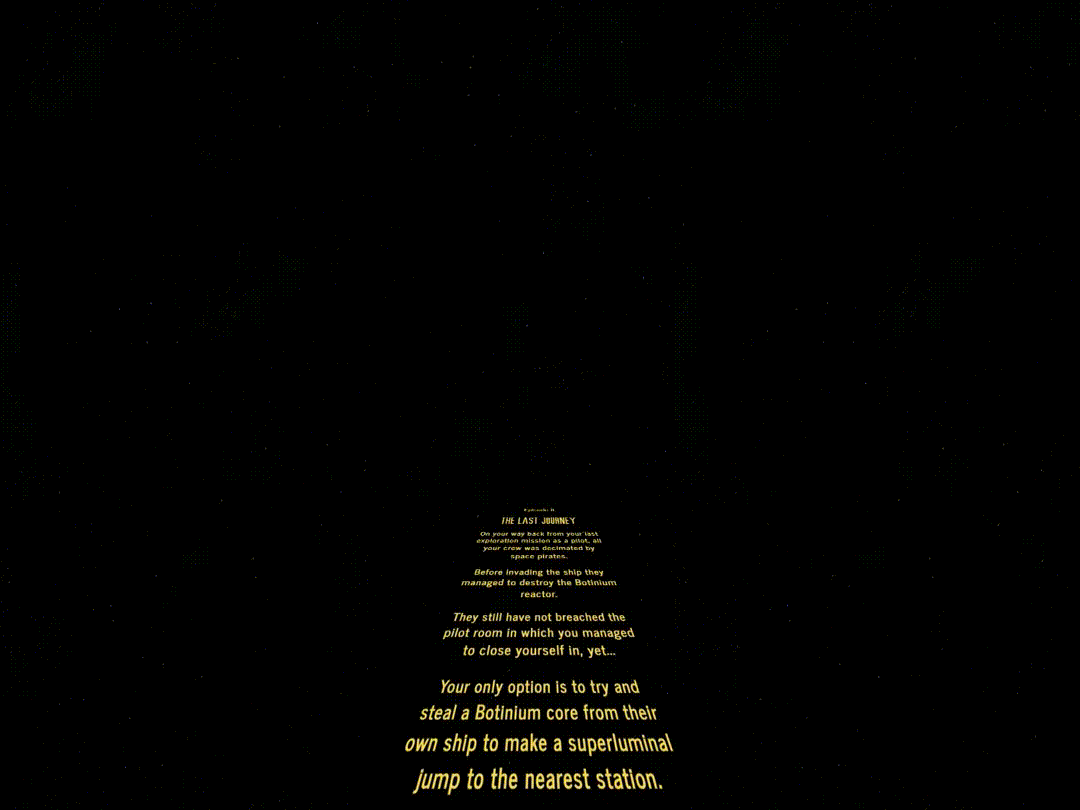 THE LAST JOURNEY
On your way back from your last
exploration mission as a pilot, all
your crew was decimated by
space pirates.
Before invading the ship they
managed to destroy the Botinium
reactor.
They still have not breached the
pilot room in which you managed
to close yourself in, yet...
Your only option is to try and
steal a Botinium core from their
own ship to make a superluminal
jump to the nearest station.